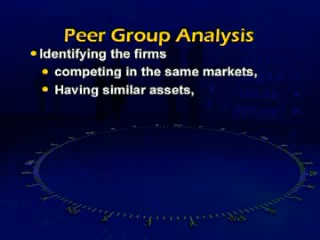 Peer Group Analysis
Identifying the firms
competing in the same markets,
Having similar assets,